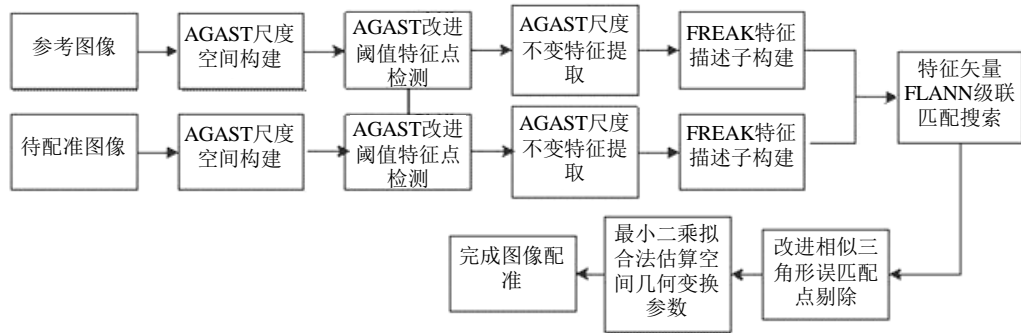 参考图像
AGAST尺度
空间构建
AGAST改进
阈值特征点
检测
AGAST尺度
不变特征提
取
FREAK特征
描述子构建
特征矢量
FLANN级联
匹配搜索
待配准图像
AGAST尺度
空间构建
AGAST改进
阈值特征点
检测
AGAST尺度
不变特征提
取
FREAK特征
描述子构建
完成图像配
准
最小二乘拟
合法估算空
间几何变换
参数
改进相似三
角形误匹配
点剔除